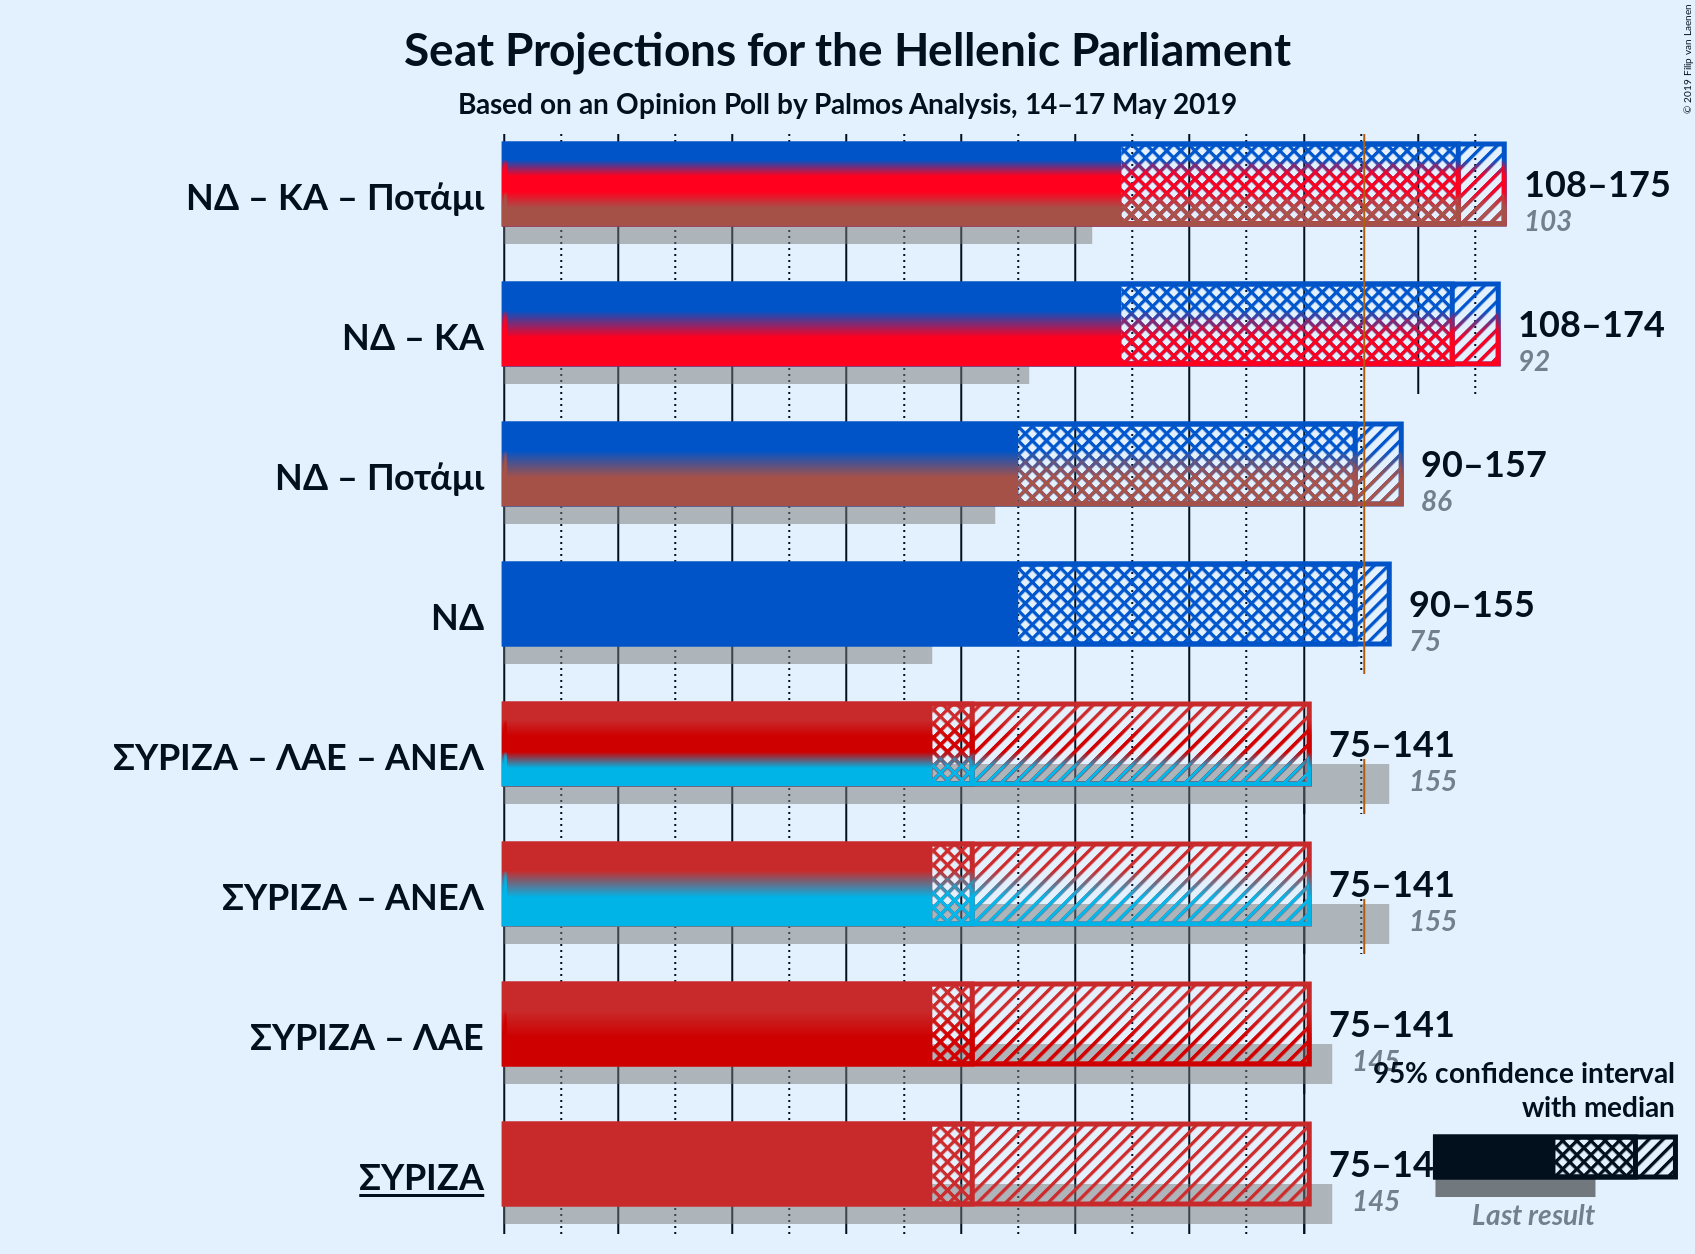 Seat Projections for the Hellenic Parliament
Based on an Opinion Poll by Palmos Analysis, 14–17 May 2019
© 2019 Filip van Laenen
ΝΔ – ΚΑ – Ποτάμι
108–175
103
ΝΔ – ΚΑ
108–174
92
ΝΔ – Ποτάμι
90–157
86
ΝΔ
90–155
75
ΣΥΡΙΖΑ – ΛΑΕ – ΑΝΕΛ
75–141
155
ΣΥΡΙΖΑ – ΑΝΕΛ
75–141
155
ΣΥΡΙΖΑ – ΛΑΕ
75–141
145
95% confidence interval
with median
ΣΥΡΙΖΑ
75–14
145
Last result